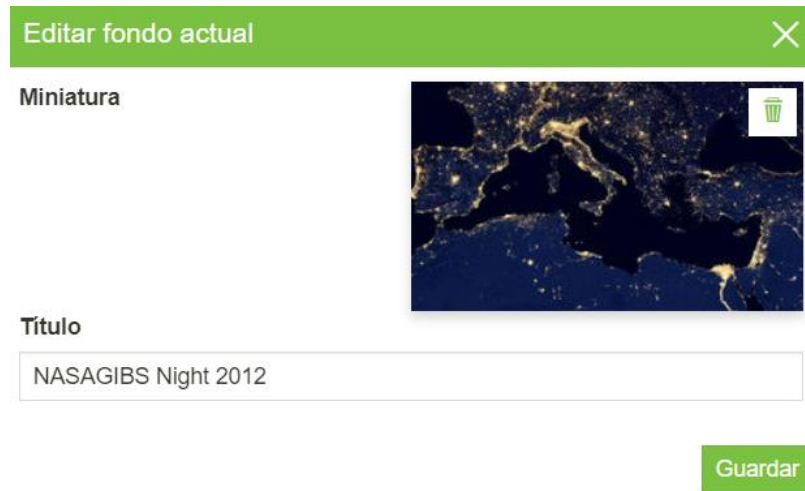 Editar fondo actual
Miniatura
Título
NASAGIBS Night 2012
Guardar